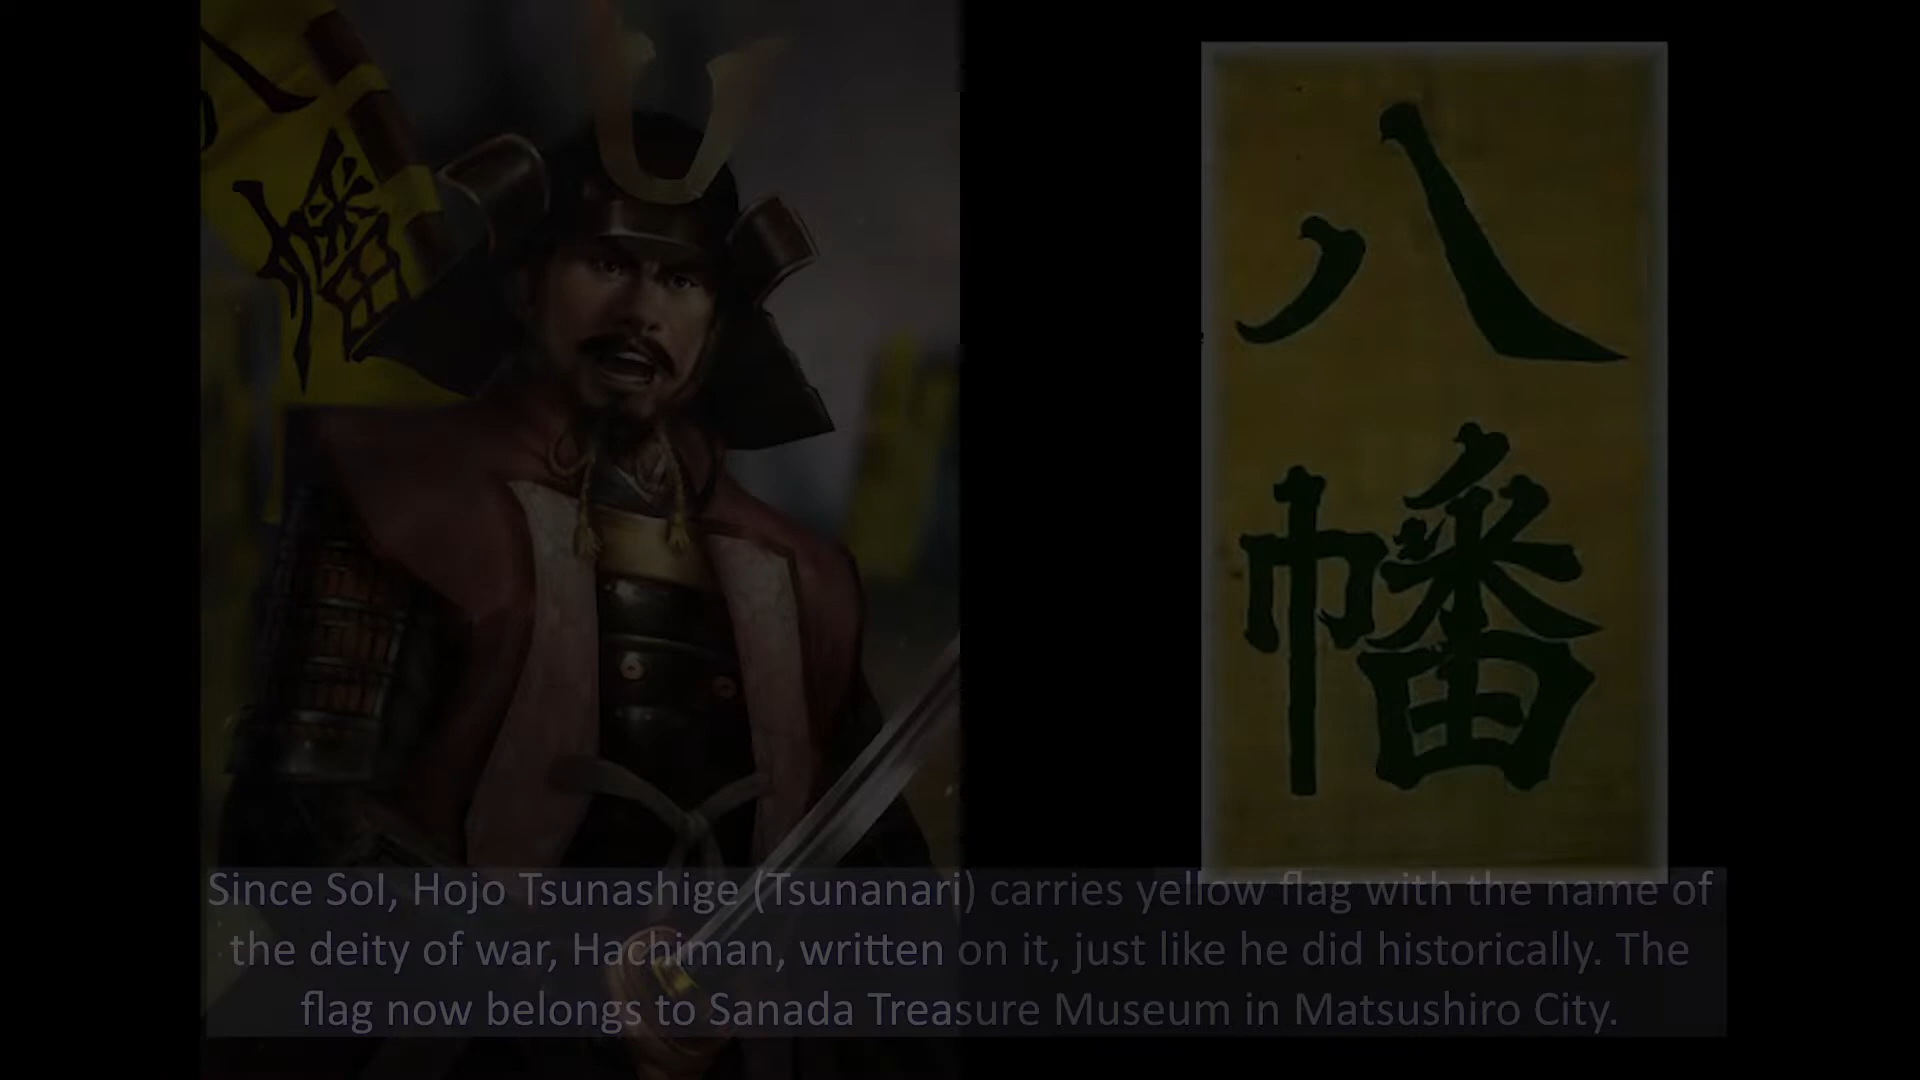 幡
八
幡
Since SoI, Hojo Tsunashige (Tsunanari) carries yellow flag with the name of
the deity of war, Hachiman, written on it, just like he did historically. The
flag now belongs to Sanada Treasure Museum in Matsushiro City.